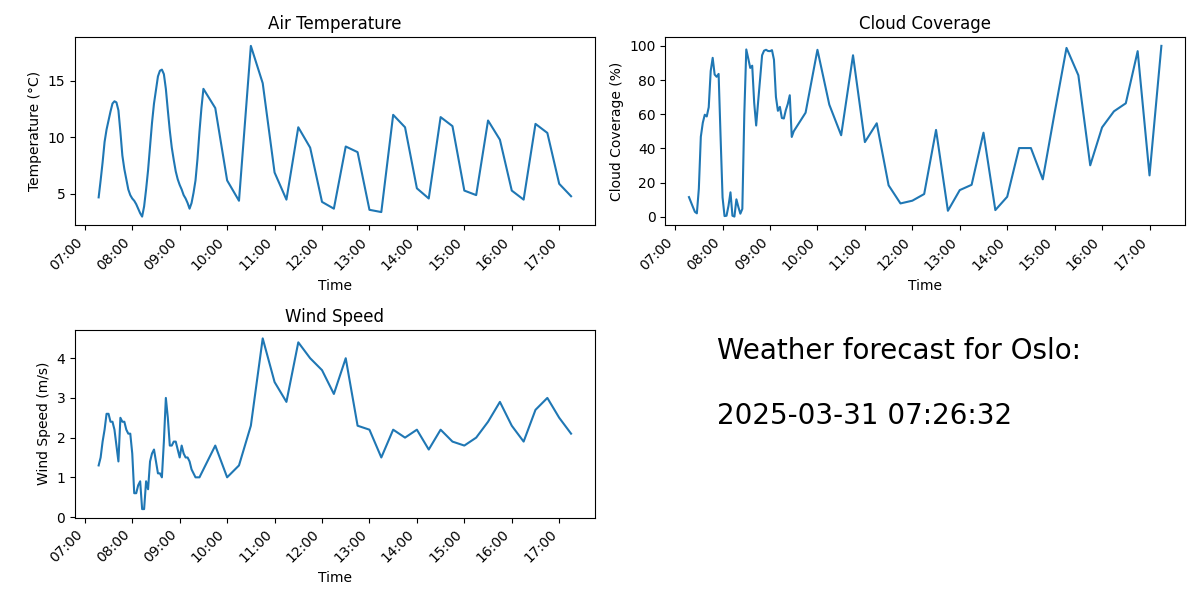 Air Temperature
Temperature (°C)
15
10
5
07:00 08:00 09:00 10:00 11:00 12:00 13:00 14:00 15:00 16:00 17:00
Time
Cloud Coverage
Cloud Coverage (%)
100
80
60
40
20
0
07:00 08:00 09:00 10:00 11:00 12:00 13:00 14:00 15:00 16:00 17:00
Time
Wind Speed
Wind Speed (m/s)
4
3
2
1
0
07:00 08:00 09:00 10:00 11:00 12:00 13:00 14:00 15:00 16:00 17:00
Time
Weather forecast for Oslo:
2025-03-31 07:26:32